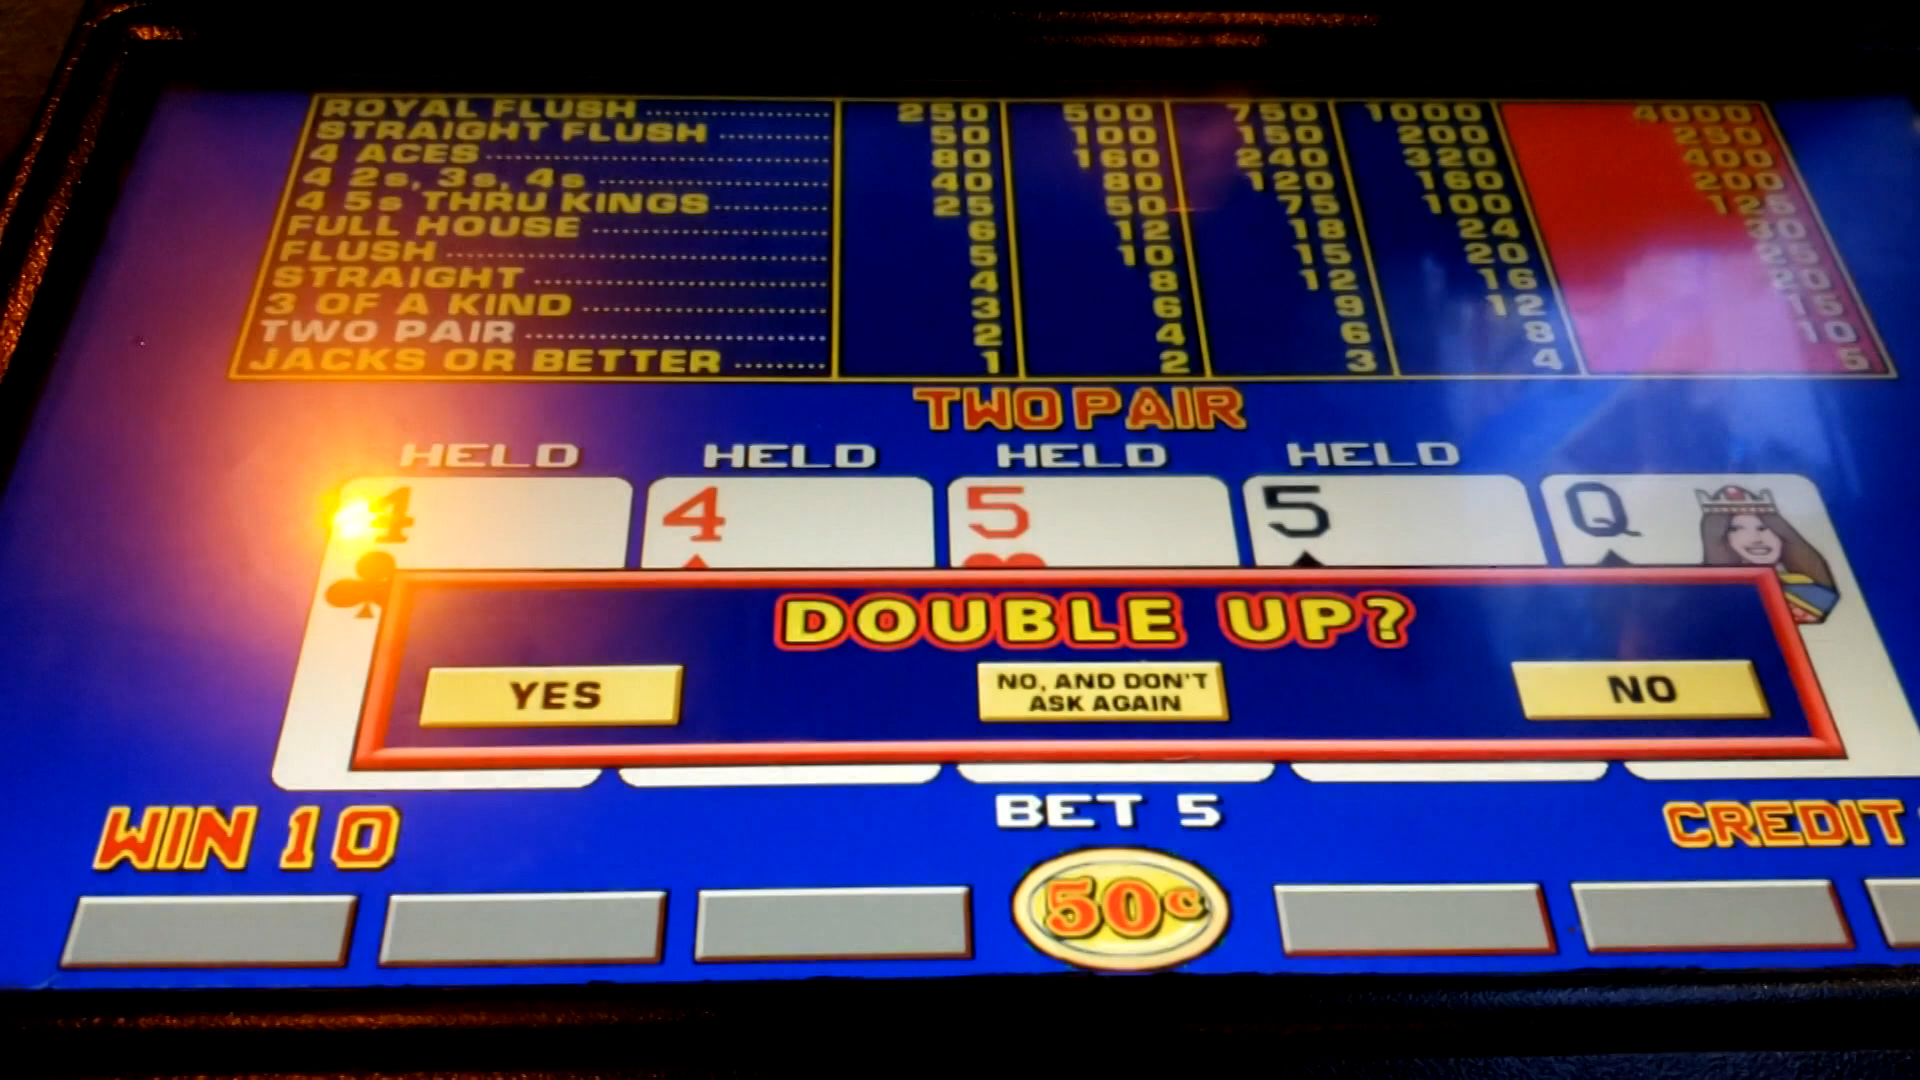 ROYAL FLUSH 250 500 750 1000 4000
STRAIGHT FLUSH 50 100 150 200 250
4 ACES 80 160 240 320 400
4 2s, 3s, 4s 40 80 120 160 200
4 5s THRU KINGS 25 50 75 100 125
FULL HOUSE 6 12 18 24 30
FLUSH 5 10 15 20 25
STRAIGHT 4 8 12 16 20
3 OF A KIND 3 6 9 12 15
TWO PAIR 2 4 6 8 10
JACKS OR BETTER 1 2 3 4 5
TWO PAIR
HELD HELD HELD HELD
4 4 5 5 Q
DOUBLE UP?
YES
NO, AND DON'T
ASK AGAIN
NO
WIN 10
BET 5
CREDIT
50¢